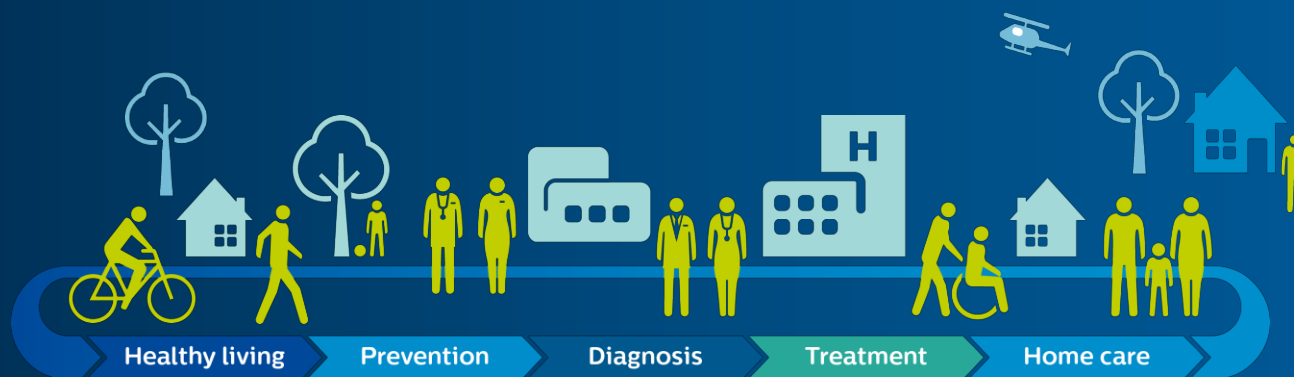 H
Healthy living
Prevention
Diagnosis
Treatment
Home care